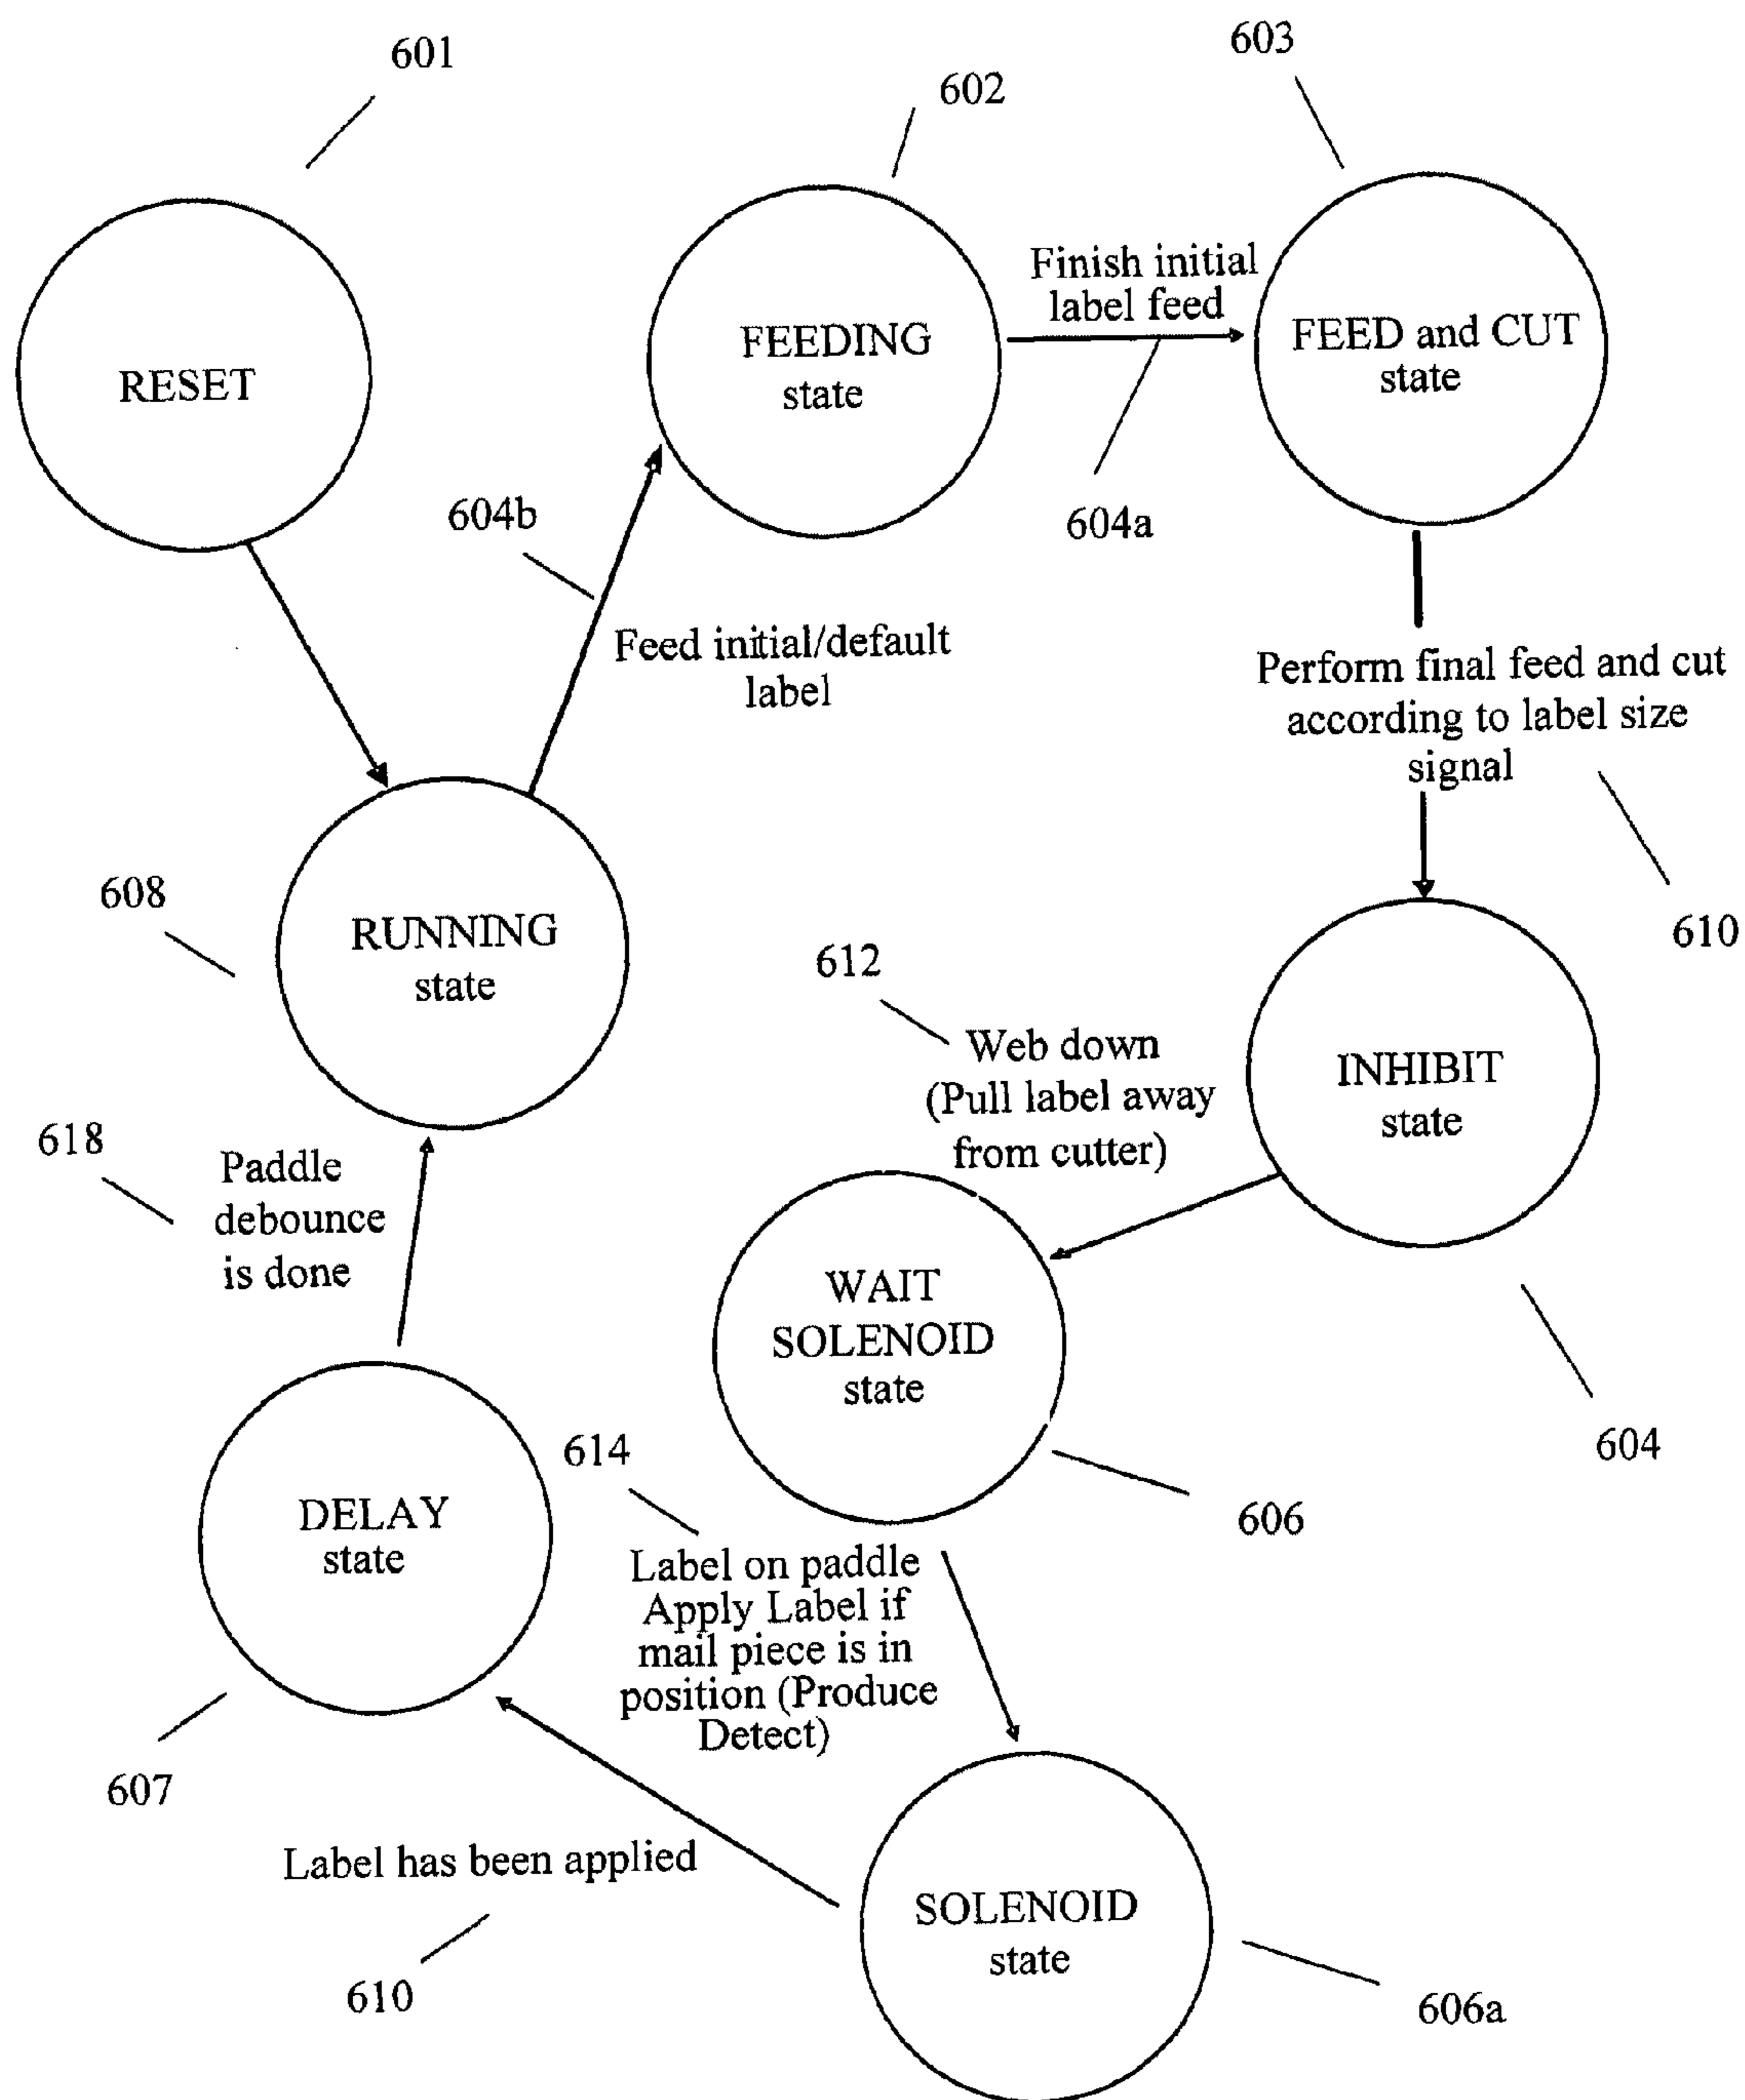 601
602
603
RESET
FEEDING
state
Finish initial
label feed
FEED and CUT
state
604b
604a
Feed initial/default
label
Perform final feed and cut
according to label size
signal
610
608
RUNNING
state
612
Web down
(Pull label away
from cutter)
INHIBIT
state
618
Paddle
debounce
is done
WAIT
SOLENOID
state
604
614
606
DELAY
state
Label on paddle
Apply Label if
mail piece is in
position (Produce
Detect)
607
Label has been applied
610
SOLENOID
state
606a